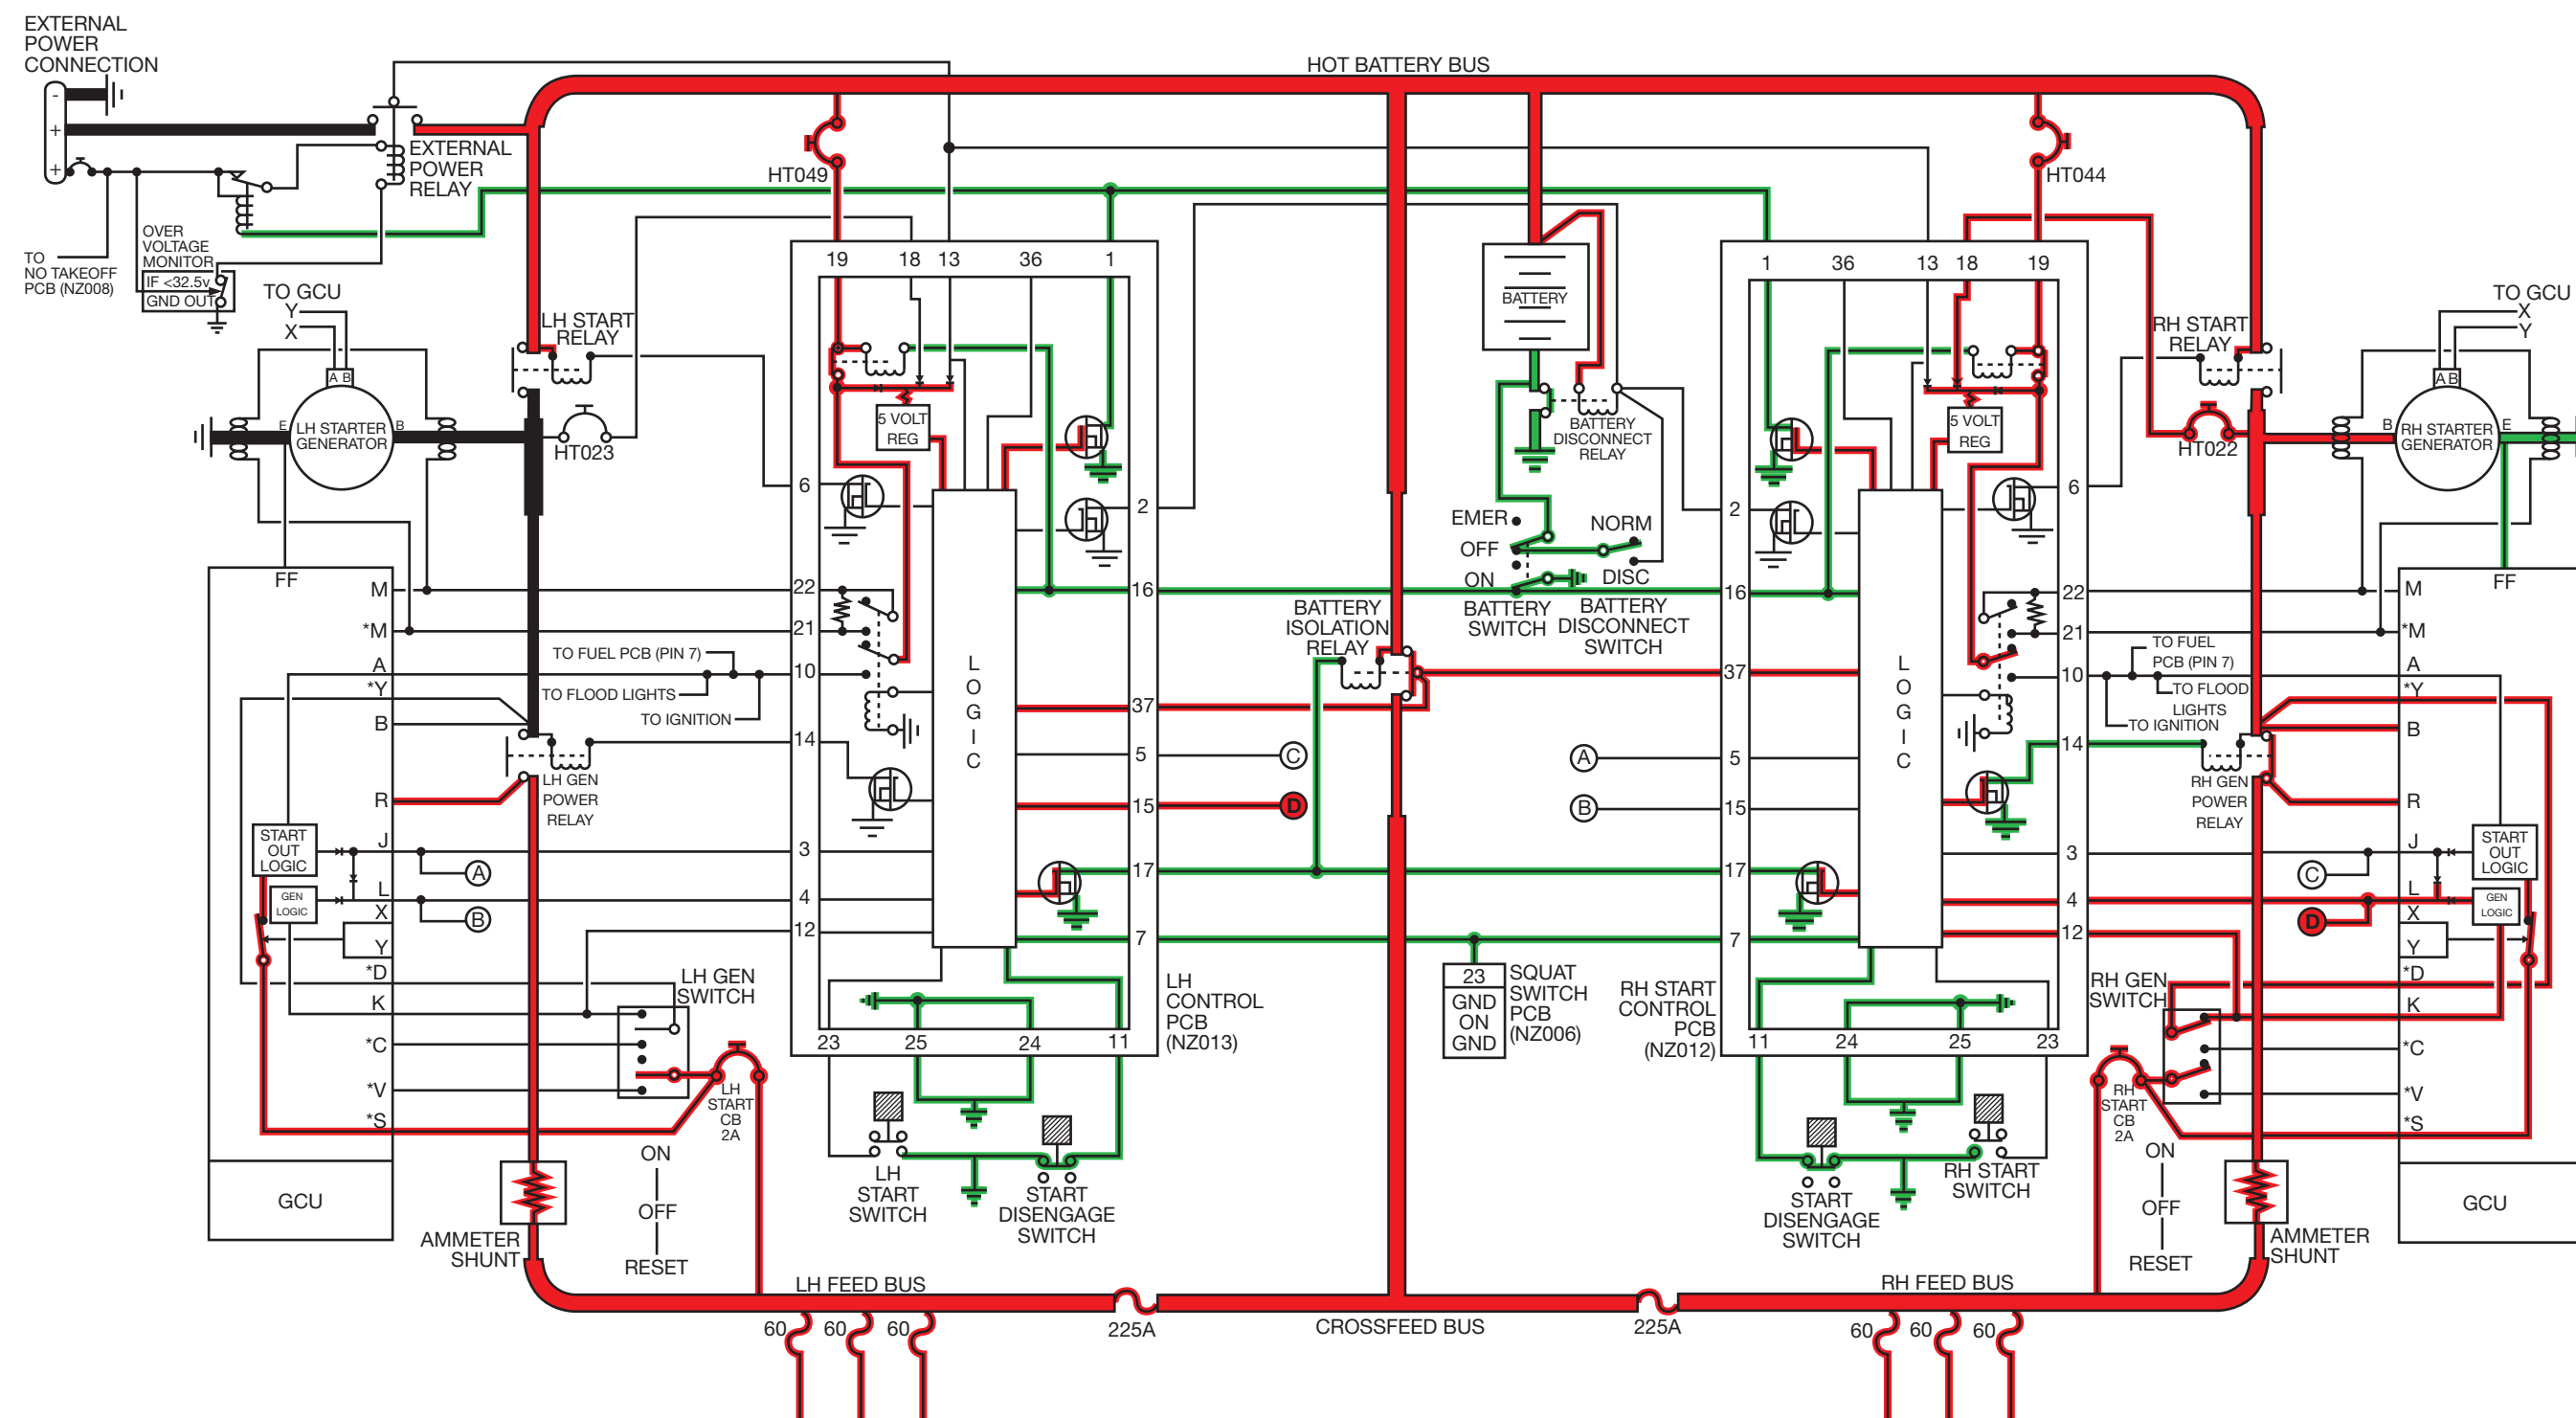 EXTERNAL
POWER
CONNECTION
-
+
+
EXTERNAL
POWER
RELAY
OVER
VOLTAGE
MONITOR
IF <32.5v
GND OUT
TO
NO TAKEOFF
PCB (NZ008)
TO GCU
Y
X
A B
E
LH STARTER
GENERATOR
B
LH START
RELAY
HT023
HOT BATTERY BUS
HT049
HT044
19
18
13
36
1
5 VOLT
REG
6
2
22
21
10
14
3
4
12
16
37
5
15
17
7
L
O
G
I
C
23
25
24
11
LH
CONTROL
PCB
(NZ013)
FF
M
*M
A
*Y
B
R
J
L
X
Y
*D
K
*C
*V
*S
START
OUT
LOGIC
GEN
LOGIC
GCU
A
B
TO FUEL PCB (PIN 7)
TO FLOOD LIGHTS
TO IGNITION
LH GEN
POWER
RELAY
LH GEN
SWITCH
LH
START
CB
2A
ON
OFF
RESET
AMMETER
SHUNT
LH
START
SWITCH
START
DISENGAGE
SWITCH
LH FEED BUS
60
60
60
225A
CROSSFEED BUS
225A
RH FEED BUS
60
60
60
BATTERY
BATTERY
DISCONNECT
RELAY
EMER
OFF
ON
NORM
DISC
BATTERY
SWITCH
BATTERY
DISCONNECT
SWITCH
BATTERY
ISOLATION
RELAY
C
D
A
B
23
GND
ON
GND
SQUAT
SWITCH
PCB
(NZ006)
RH START
CONTROL
PCB
(NZ012)
1
36
13
18
19
5 VOLT
REG
2
6
16
37
5
15
17
7
22
21
10
14
3
4
12
L
O
G
I
C
11
24
25
23
START
DISENGAGE
SWITCH
RH START
SWITCH
RH START
RELAY
HT022
TO GCU
X
Y
A B
B
RH STARTER
GENERATOR
E
TO FUEL
PCB (PIN 7)
TO FLOOD
LIGHTS
TO IGNITION
RH GEN
POWER
RELAY
C
D
RH GEN
SWITCH
RH
START
CB
2A
ON
OFF
RESET
AMMETER
SHUNT
FF
M
*M
A
*Y
B
R
J
L
X
Y
*D
K
*C
*V
*S
START
OUT
LOGIC
GEN
LOGIC
GCU